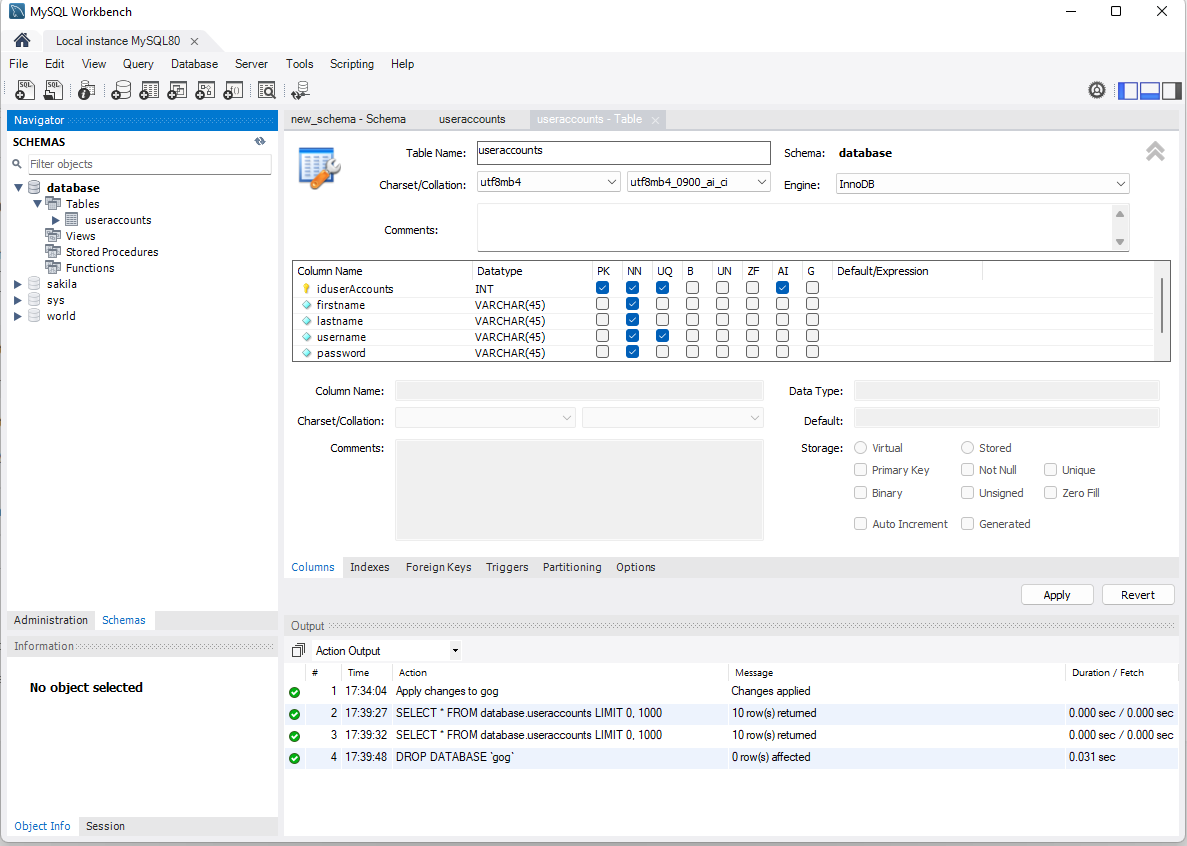 MySQL Workbench
Local instance MySQL80
File Edit View Query Database Server Tools Scripting Help
Navigator
SCHEMAS
Filter objects
database
Tables
useraccounts
Views
Stored Procedures
Functions
sakila
sys
world
Administration Schemas
Information
No object selected
Object Info Session
new_schema - Schema useraccounts useraccounts - Table
Table Name: useraccounts Schema: database
Charset/Collation: utf8mb4 utf8mb4_0900_ai_ci Engine: InnoDB
Comments:
Column Name Datatype PK NN UQ B UN ZF AI G Default/Expression
iduserAccounts INT
firstname VARCHAR(45)
lastname VARCHAR(45)
username VARCHAR(45)
password VARCHAR(45)
Column Name: Data Type:
Charset/Collation: Default:
Comments: Storage: Virtual Stored
Primary Key Not Null Unique
Binary Unsigned Zero Fill
Auto Increment Generated
Columns Indexes Foreign Keys Triggers Partitioning Options
Apply Revert
Output
Action Output
# Time Action Message Duration / Fetch
1 17:34:04 Apply changes to gog Changes applied
2 17:39:27 SELECT * FROM database.useraccounts LIMIT 0, 1000 10 row(s) returned 0.000 sec / 0.000 sec
3 17:39:32 SELECT * FROM database.useraccounts LIMIT 0, 1000 10 row(s) returned 0.000 sec / 0.000 sec
4 17:39:48 DROP DATABASE `gog` 0 row(s) affected 0.031 sec